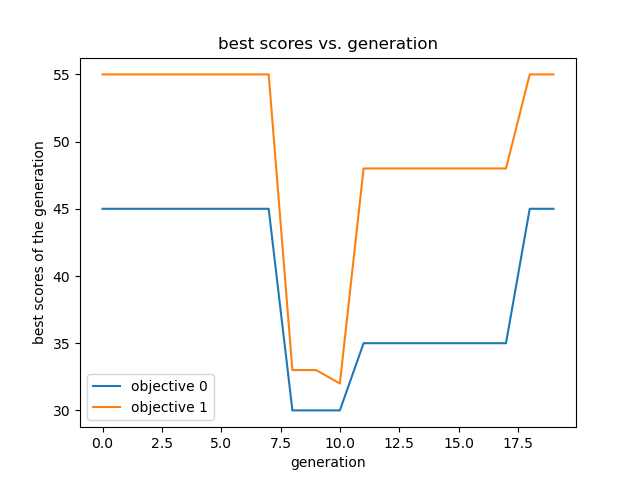 best scores vs. generation
best scores of the generation
55
50
45
40
35
30
objective 0
objective 1
0.0 2.5 5.0 7.5 10.0 12.5 15.0 17.5
generation